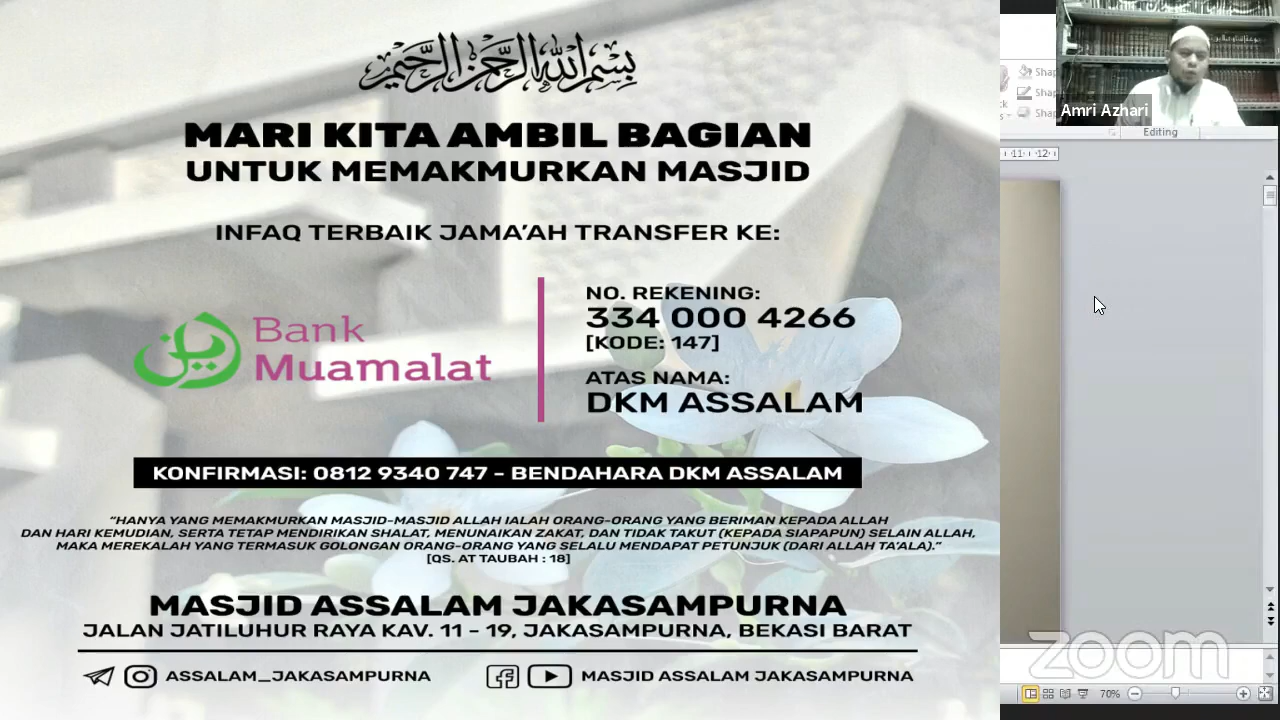 بسم الله الرحمن الرحيم
MARI KITA AMBIL BAGIAN
UNTUK MEMAKMURKAN MASJID
INFAQ TERBAIK JAMA'AH TRANSFER KE:
Bank
Muamalat
NO. REKENING:
334 000 4266
[KODE: 147]
ATAS NAMA:
DKM ASSALAM
KONFIRMASI: 0812 9340 747 - BENDAHARA DKM ASSALAM
"HANYA YANG MEMAKMURKAN MASJID-MASJID ALLAH IALAH ORANG-ORANG YANG BERIMAN KEPADA ALLAH
DAN HARI KEMUDIAN, SERTA TETAP MENDIRIKAN SHALAT, MENUNAIKAN ZAKAT, DAN TIDAK TAKUT (KEPADA SIAPAPUN) SELAIN ALLAH,
MAKA MEREKALAH YANG TERMASUK GOLONGAN ORANG-ORANG YANG SELALU MENDAPAT PETUNJUK (DARI ALLAH TA'ALA)."
[QS. AT TAUBAH : 18]
MASJID ASSALAM JAKASAMPURNA
JALAN JATILUHUR RAYA KAV. 11 - 19, JAKASAMPURNA, BEKASI BARAT
ASSALAM_JAKASAMPURNA
MASJID ASSALAM JAKASAMPURNA
Amri Azhari
Shap
Shap
Shap
Editing
11 12
zoom
70%